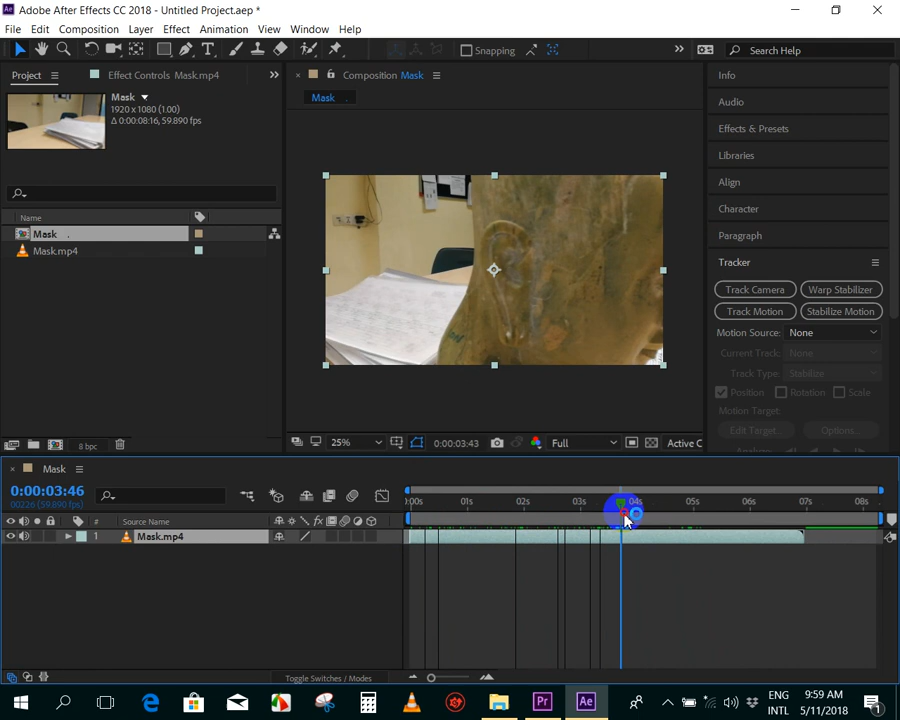 Adobe After Effects CC 2018 - Untitled Project.aep *
File Edit Composition Layer Effect Animation View Window Help
Snapping
Search Help
Project
Effect Controls Mask.mp4
Composition Mask
Info
Mask
1920 x 1080 (1.00)
Δ 0:00:08:16, 59.890 fps
Mask
Audio
Effects & Presets
Libraries
Align
Name
Character
Mask
Mask.mp4
Paragraph
Tracker
Track Camera
Warp Stabilizer
Track Motion
Stabilize Motion
Motion Source: None
Current Track: None
Track Type: Stabilize
Position Rotation Scale
Motion Target:
Edit Target...
Options...
8 bpc
25%
0:00:03:43
Full
Active C
Mask
0:00:03:46
00226 (59.890 fps)
:00s 01s 02s 03s 04s 05s 06s 07s 08s
# Source Name
1 Mask.mp4
Toggle Switches / Modes
ENG
INTL
9:59 AM
5/11/2018
1
Pr
Ae